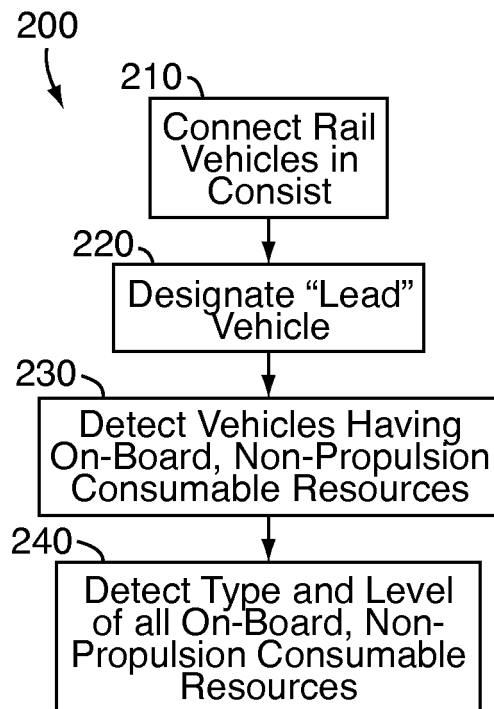 200
210
Connect Rail
Vehicles in
Consist
220
Designate “Lead”
Vehicle
230
Detect Vehicles Having
On-Board, Non-Propulsion
Consumable Resources
240
Detect Type and Level
of all On-Board, Non-
Propulsion Consumable
Resources